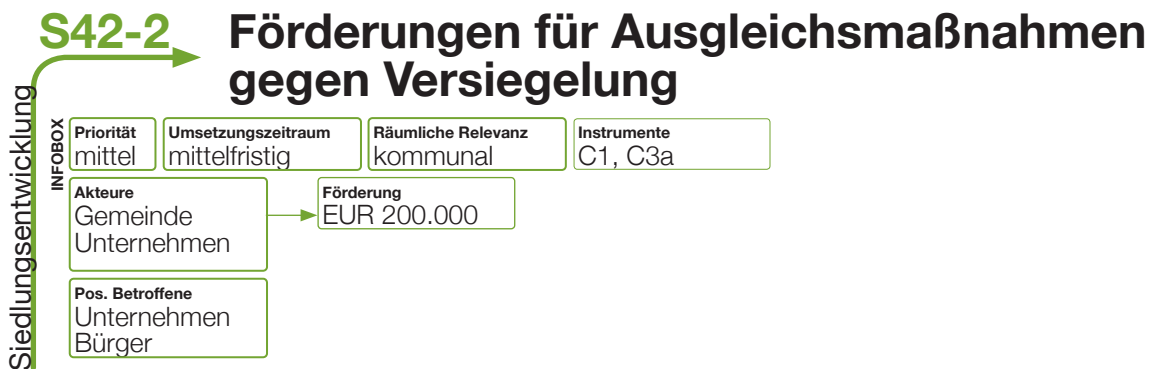 S42-2
Förderungen für Ausgleichsmaßnahmen
gegen Versiegelung
Siedlungsentwicklung
INFOBOX
Priorität
mittel
Umsetzungszeitraum
mittelfristig
Räumliche Relevanz
kommunal
Instrumente
C1, C3a
Akteure
Gemeinde
Unternehmen
Förderung
EUR 200.000
Pos. Betroffene
Unternehmen
Bürger